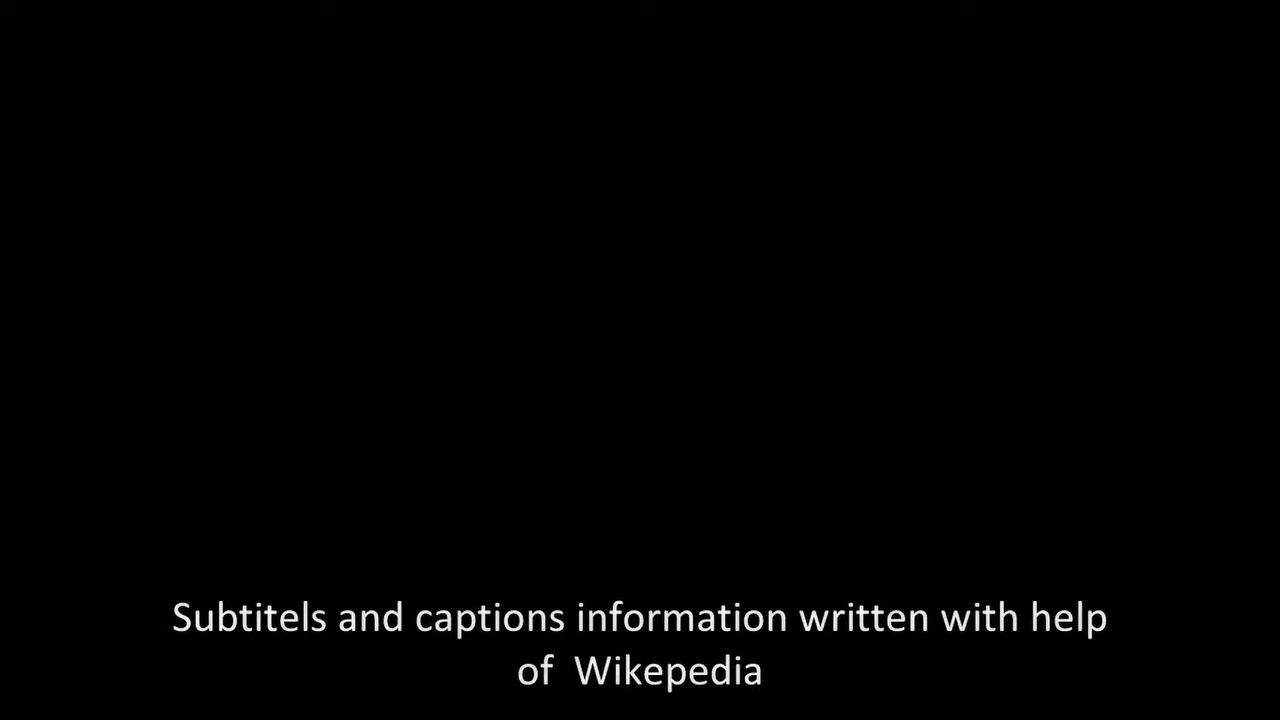 Subtitels and captions information written with help
of  Wikepedia